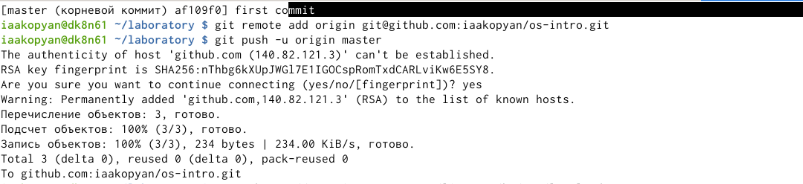 [master (корневой коммит) af109f0] first commit
iaakopyan@dk8n61 ~/laboratory $ git remote add origin git@github.com:iaakopyan/os-intro.git
iaakopyan@dk8n61 ~/laboratory $ git push -u origin master
The authenticity of host 'github.com (140.82.121.3)' can't be established.
RSA key fingerprint is SHA256:nThbg6kXUpJWGl7E1IGOCspRomTxdCARLviKw6E5SY8.
Are you sure you want to continue connecting (yes/no/[fingerprint])? yes
Warning: Permanently added 'github.com,140.82.121.3' (RSA) to the list of known hosts.
Перечисление объектов: 3, готово.
Подсчет объектов: 100% (3/3), готово.
Запись объектов: 100% (3/3), 234 bytes | 234.00 KiB/s, готово.
Total 3 (delta 0), reused 0 (delta 0), pack-reused 0
To github.com:iaakopyan/os-intro.git